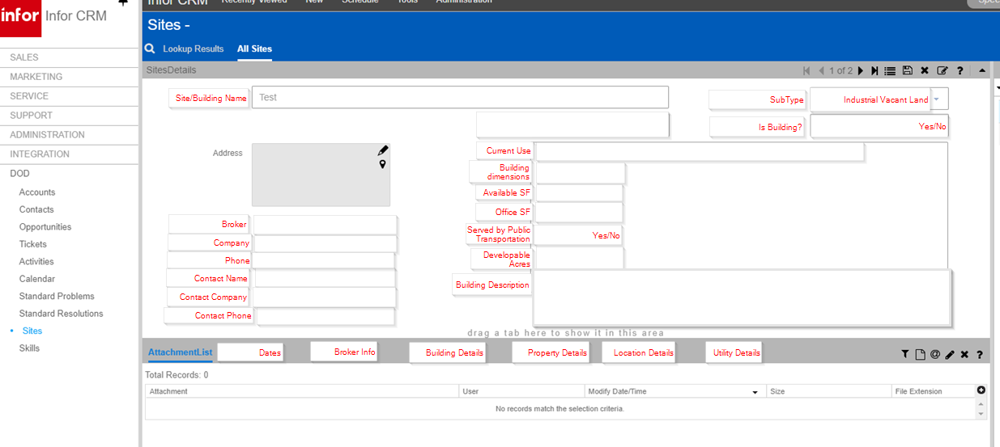 infor Infor CRM
Infor CRM Recently Viewed New Schedule Tools Administration Spee
Sites -
Lookup Results All Sites
SALES
MARKETING
SERVICE
SUPPORT
ADMINISTRATION
INTEGRATION
DOD
Accounts
Contacts
Opportunities
Tickets
Activities
Calendar
Standard Problems
Standard Resolutions
• Sites
Skills
SitesDetails 1 of 2 ?
Site/Building Name Test
SubType Industrial Vacant Land
Is Building? Yes/No
Address
Broker
Company
Phone
Contact Name
Contact Company
Contact Phone
Current Use
Building
dimensions
Available SF
Office SF
Served by Public
Transportation Yes/No
Developable
Acres
Building Description
drag a tab here to show it in this area
AttachmentList Dates Broker Info Building Details Property Details Location Details Utility Details @ ?
Total Records: 0
Attachment User Modify Date/Time Size File Extension
No records match the selection criteria.